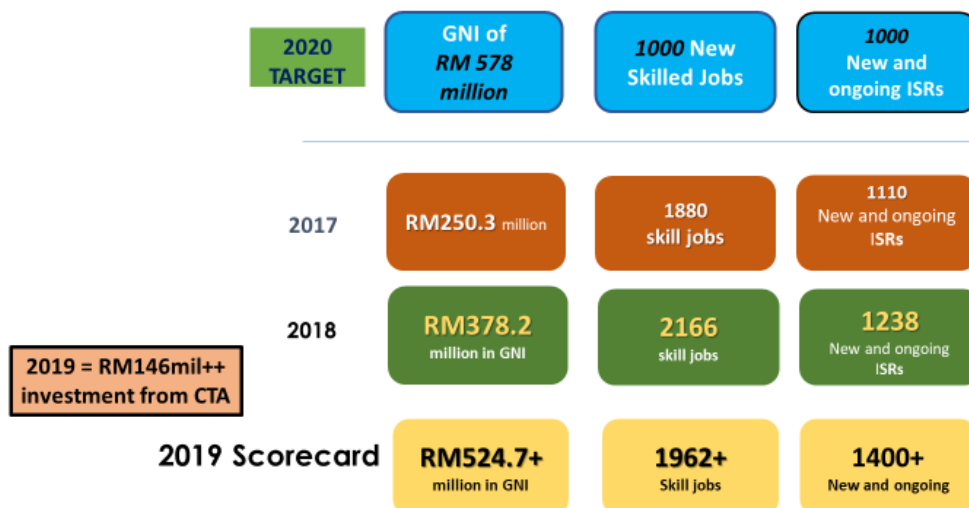 2020
TARGET
GNI of
RM 578
million
1000 New
Skilled Jobs
1000
New and
ongoing ISRs
2017
RM250.3 million
1880
skill jobs
1110
New and ongoing
ISRs
2018
RM378.2
million in GNI
2166
skill jobs
1238
New and ongoing
ISRs
2019 = RM146mil++
investment from CTA
2019 Scorecard
RM524.7+
million in GNI
1962+
Skill jobs
1400+
New and ongoing